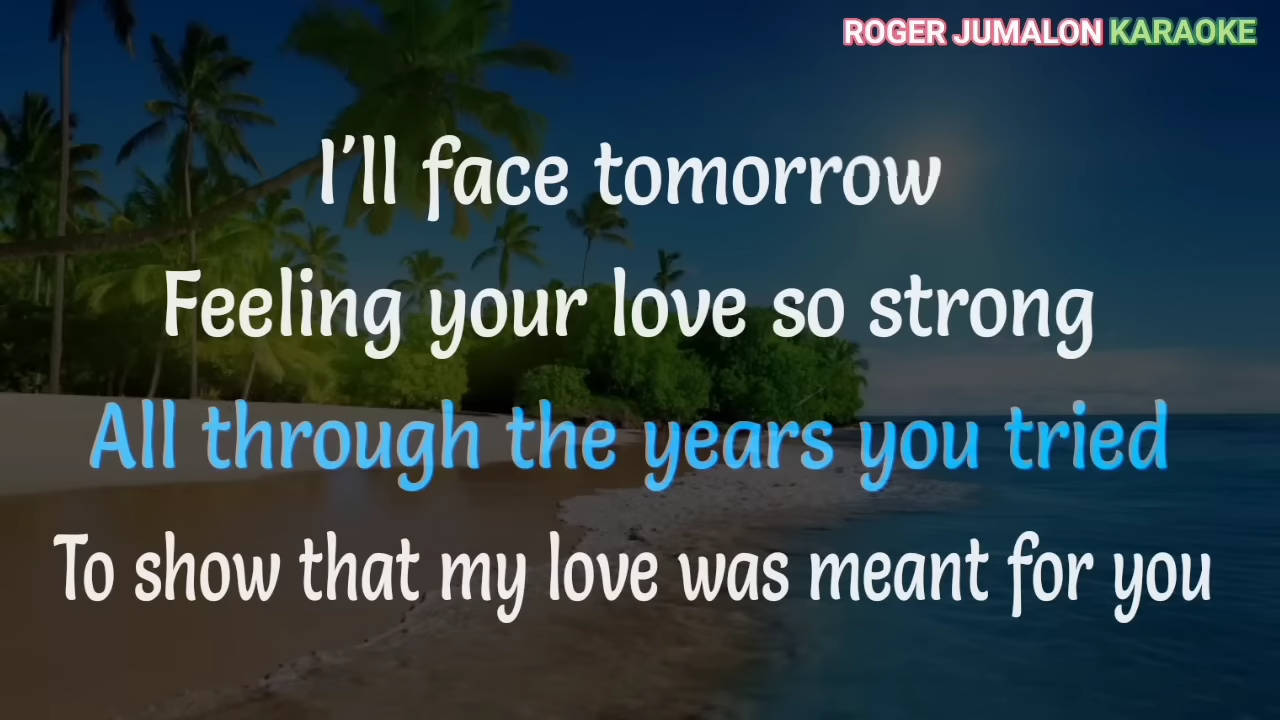 ROGER JUMALON KARAOKE
I'll face tomorrow
Feeling your love so strong
All through the years you tried
To show that my love was meant for you